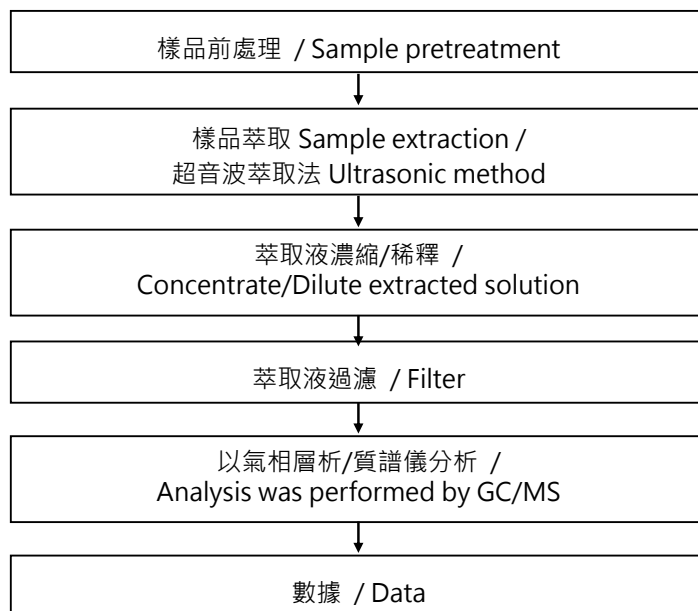 樣品前處理 / Sample pretreatment
樣品萃取 Sample extraction /
超音波萃取法 Ultrasonic method
萃取液濃縮/稀釋 /
Concentrate/Dilute extracted solution
萃取液過濾 / Filter
以氣相層析/質譜儀分析 /
Analysis was performed by GC/MS
數據 / Data